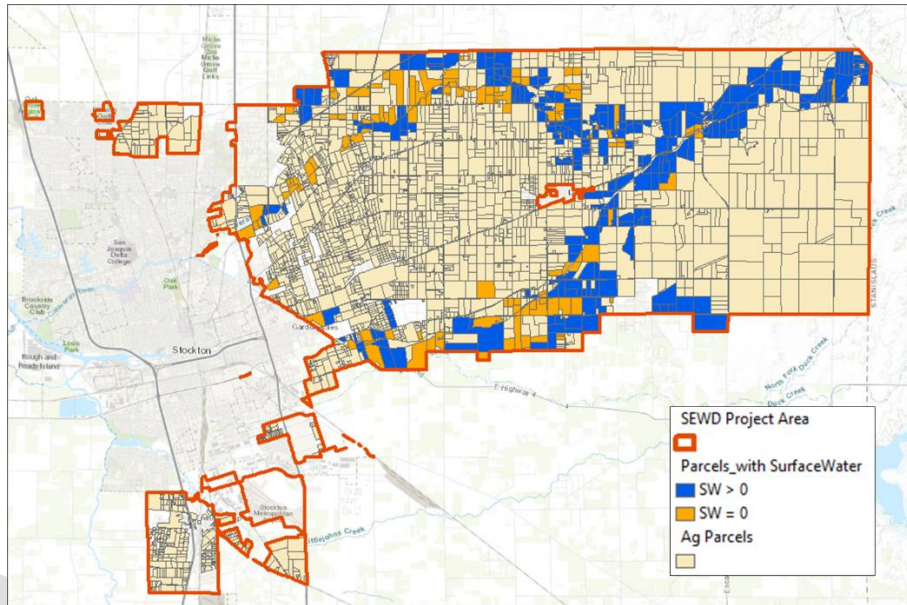 Micke
Grove
Golf
Links
San
Joaquin
Delta
College
Oak
Park
Brookside
Country
Club
Louis
Park
Rough and
Ready Island
Stockton
Stockton
Metropolitan
Littlejohns Creek
E Highway 4
North Fork Duck Creek
Duck Creek
STANISLAUS
SEWD Project Area
Parcels_with SurfaceWater
SW > 0
SW = 0
Ag Parcels